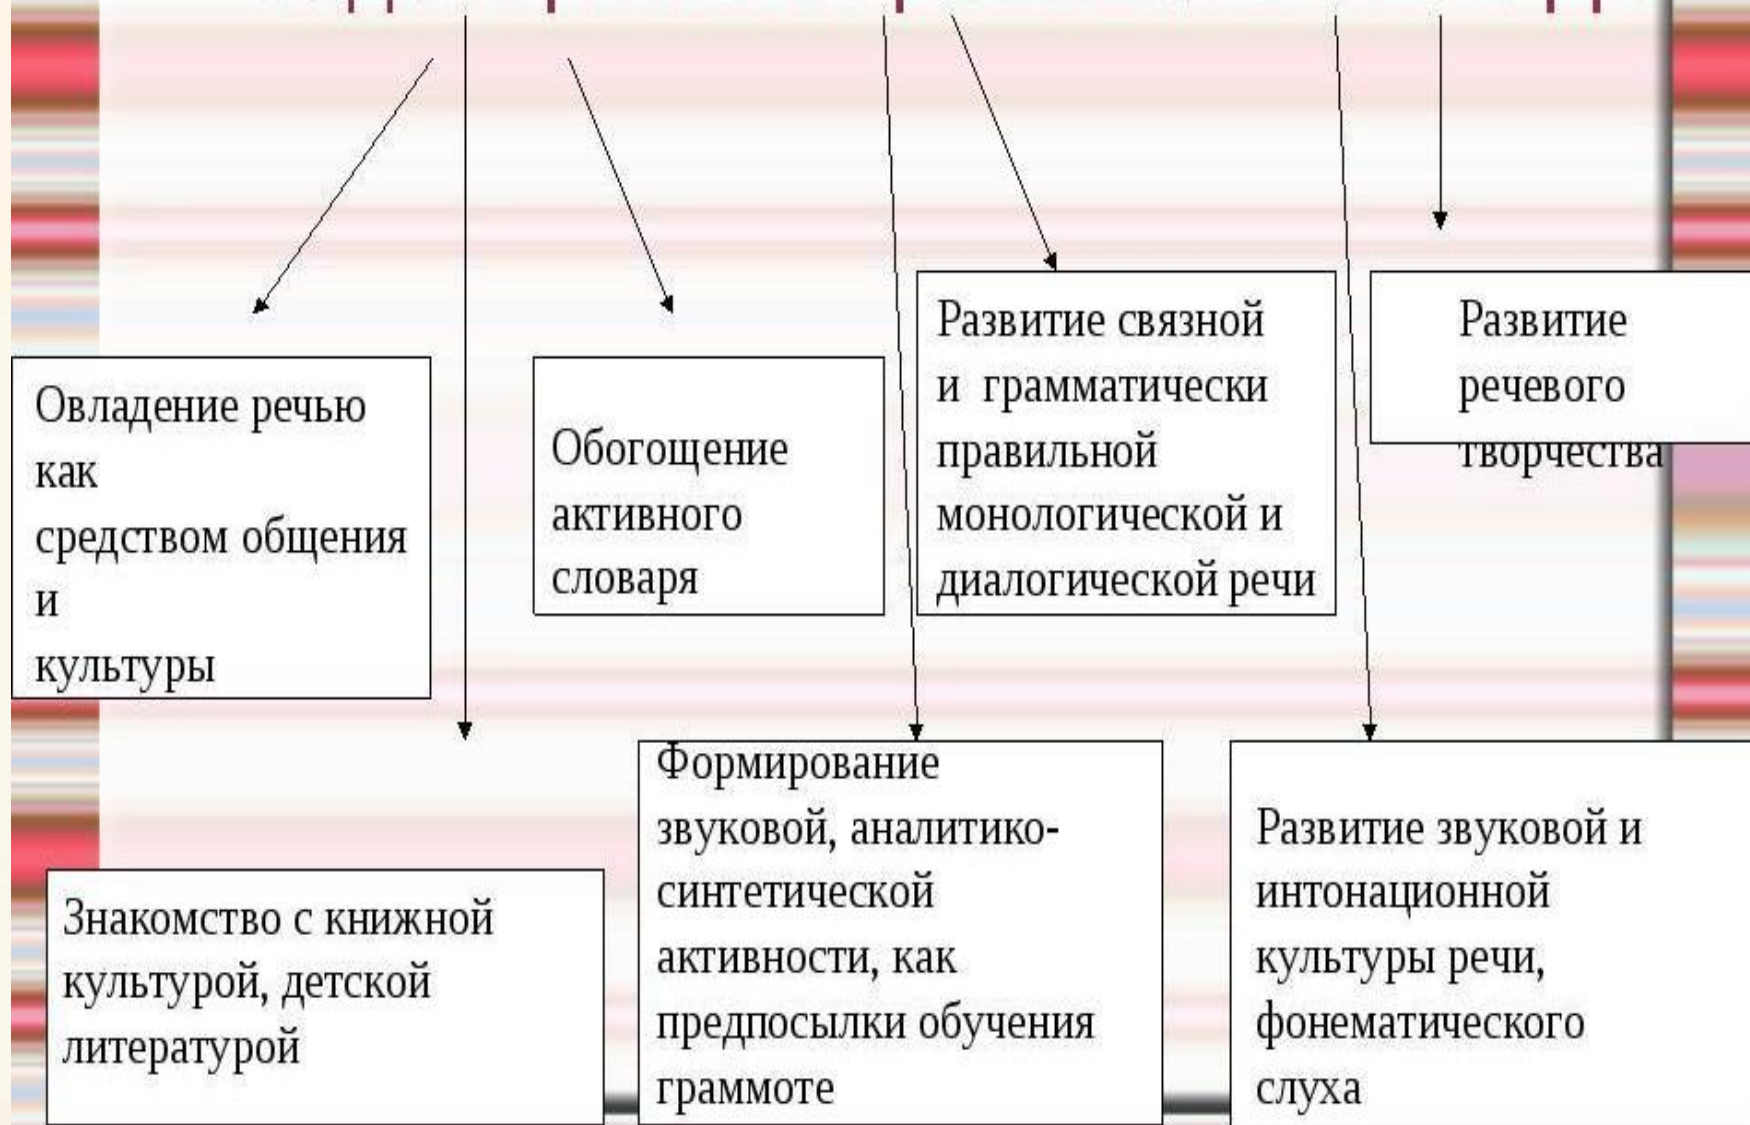 Овладение речью
как
средством общения
и
культуры
Обогощение
активного
словаря
Развитие связной
и грамматически
правильной
монологической и
диалогической речи
Развитие
речевого
творчества
Знакомство с книжной
культурой, детской
литературой
Формирование
звуковой, аналитико-
синтетической
активности, как
предпосылки обучения
граммоте
Развитие звуковой и
интонационной
культуры речи,
фонематического
слуха